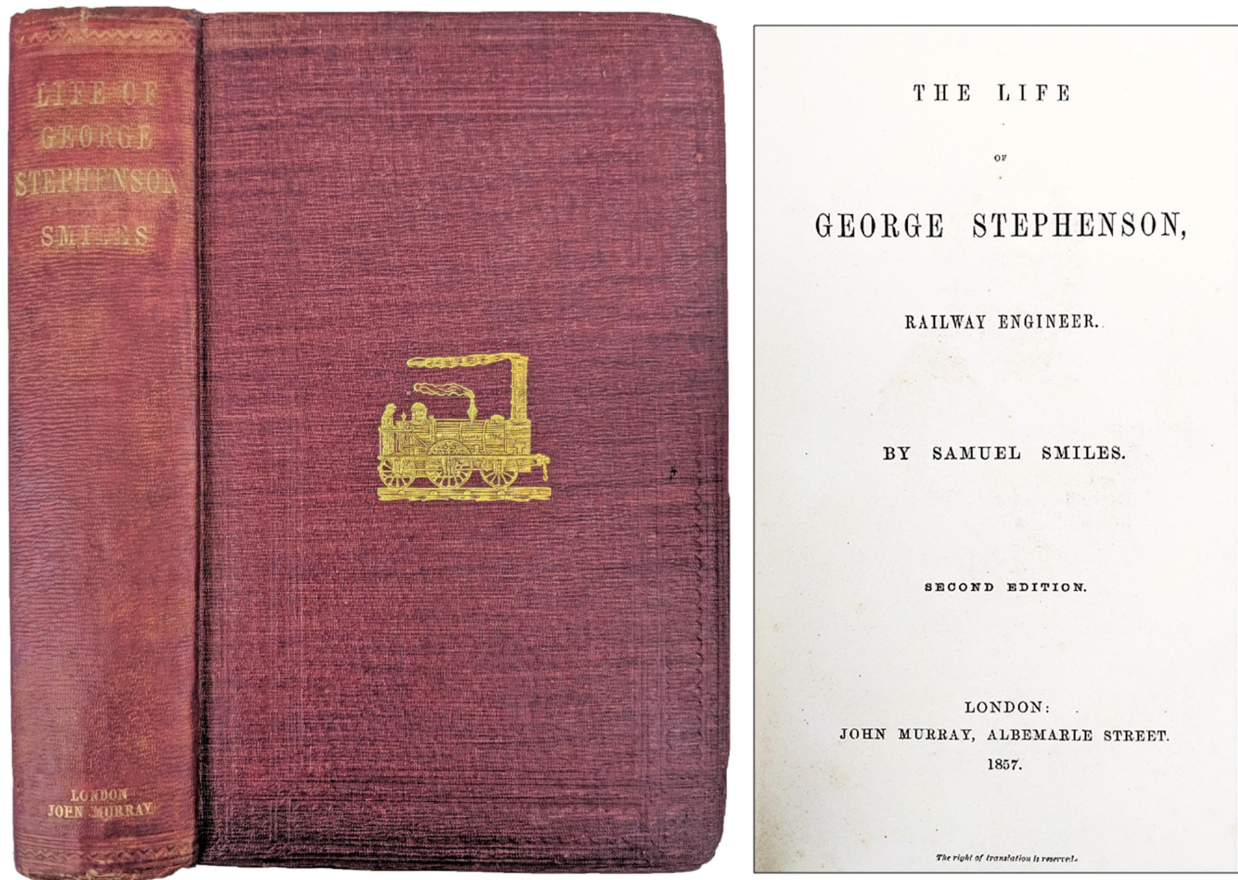 LIFE OF
GEORGE
STEPHENSON
SMILES
LONDON
JOHN MURRAY
THE LIFE
OF
GEORGE STEPHENSON,
RAILWAY ENGINEER.
BY SAMUEL SMILES.
SECOND EDITION.
LONDON:
JOHN MURRAY, ALBEMARLE STREET.
1857.
The right of translation is reserved.